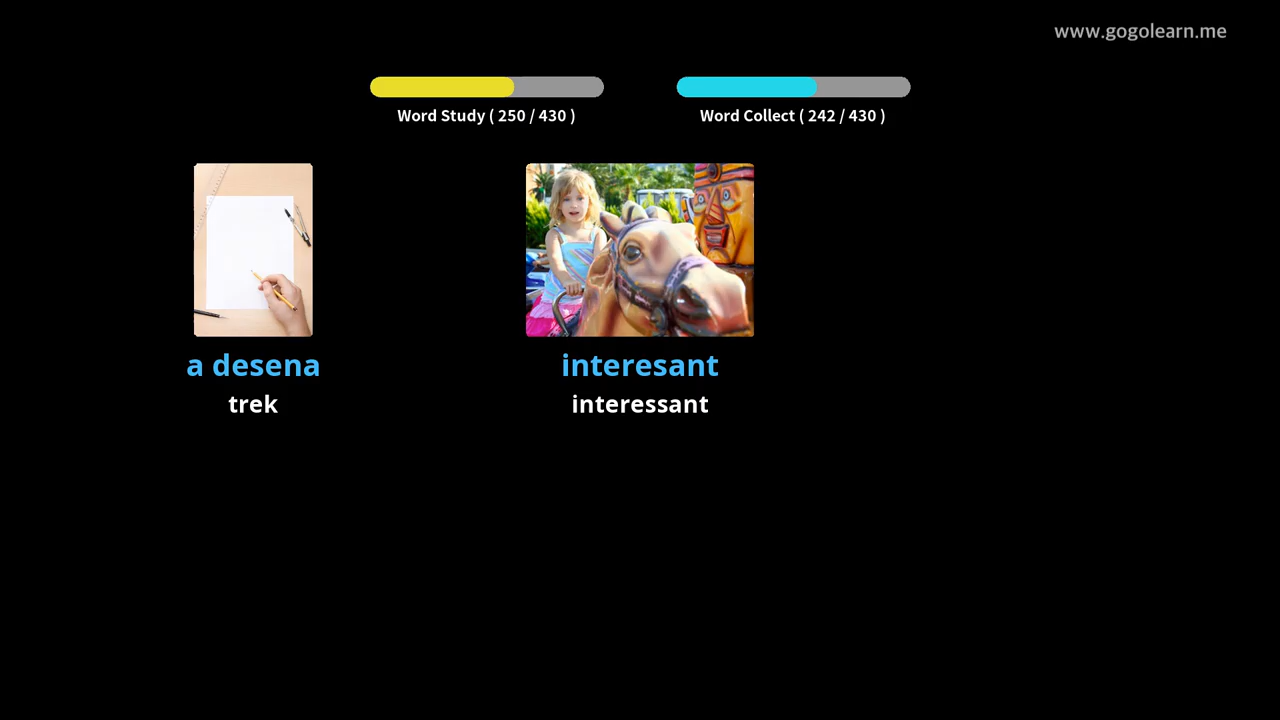 www.gogolearn.me
Word Study ( 250 / 430 )
Word Collect ( 242 / 430 )
a desena
trek
interesant
interessant